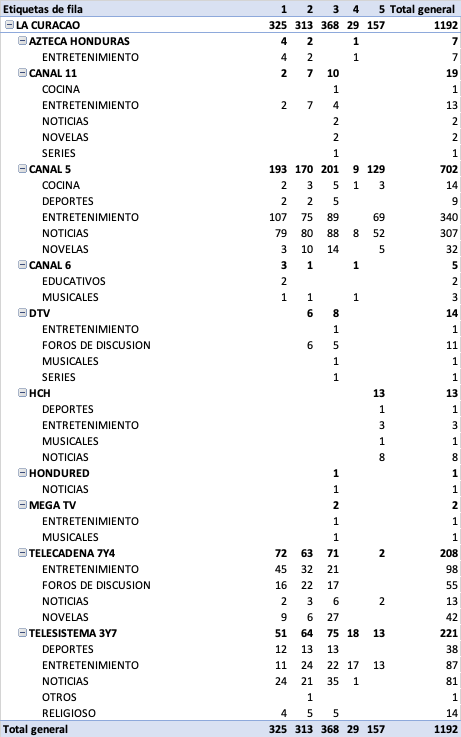 Etiquetas de fila 1 2 3 4 5 Total general
LA CURACAO 325 313 368 29 157 1192
AZTECA HONDURAS 4 2 1 7
ENTRETENIMIENTO 4 2 1 7
CANAL 11 2 7 10 19
COCINA 1 1
ENTRETENIMIENTO 2 7 4 13
NOTICIAS 2 2
NOVELAS 2 2
SERIES 1 1
CANAL 5 193 170 201 9 129 702
COCINA 2 3 5 1 3 14
DEPORTES 2 2 5 9
ENTRETENIMIENTO 107 75 89 69 340
NOTICIAS 79 80 88 8 52 307
NOVELAS 3 10 14 5 32
CANAL 6 3 1 1 5
EDUCATIVOS 2 2
MUSICALES 1 1 1 3
DTV 6 8 14
ENTRETENIMIENTO 1 1
FOROS DE DISCUSION 6 5 11
MUSICALES 1 1
SERIES 1 1
HCH 13 13
DEPORTES 1 1
ENTRETENIMIENTO 3 3
MUSICALES 1 1
NOTICIAS 8 8
HONDURED 1 1
NOTICIAS 1 1
MEGA TV 2 2
ENTRETENIMIENTO 1 1
MUSICALES 1 1
TELECADENA 7Y4 72 63 71 2 208
ENTRETENIMIENTO 45 32 21 98
FOROS DE DISCUSION 16 22 17 55
NOTICIAS 2 3 6 2 13
NOVELAS 9 6 27 42
TELESISTEMA 3Y7 51 64 75 18 13 221
DEPORTES 12 13 13 38
ENTRETENIMIENTO 11 24 22 17 13 87
NOTICIAS 24 21 35 1 81
OTROS 1 1
RELIGIOSO 4 5 5 14
Total general 325 313 368 29 157 1192